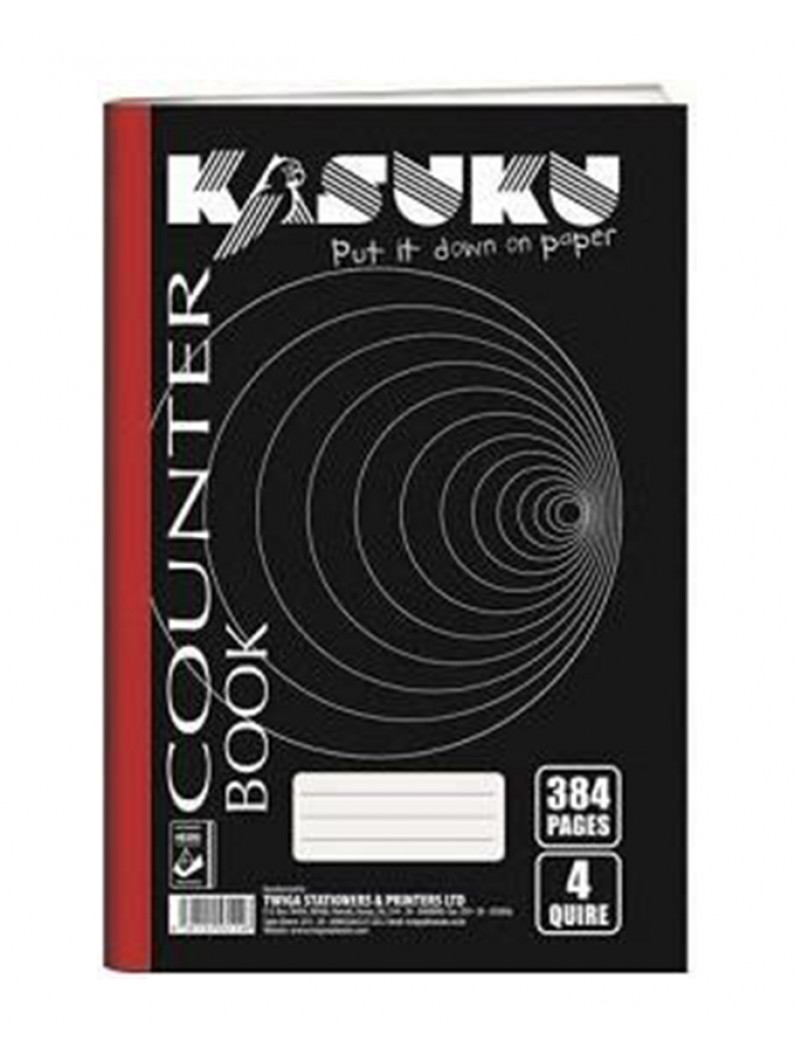 KASUKU
Put it down on paper
COUNTER
BOOK
384
PAGES
4
QUIRE
TWIGA STATIONERS & PRINTERS LTD